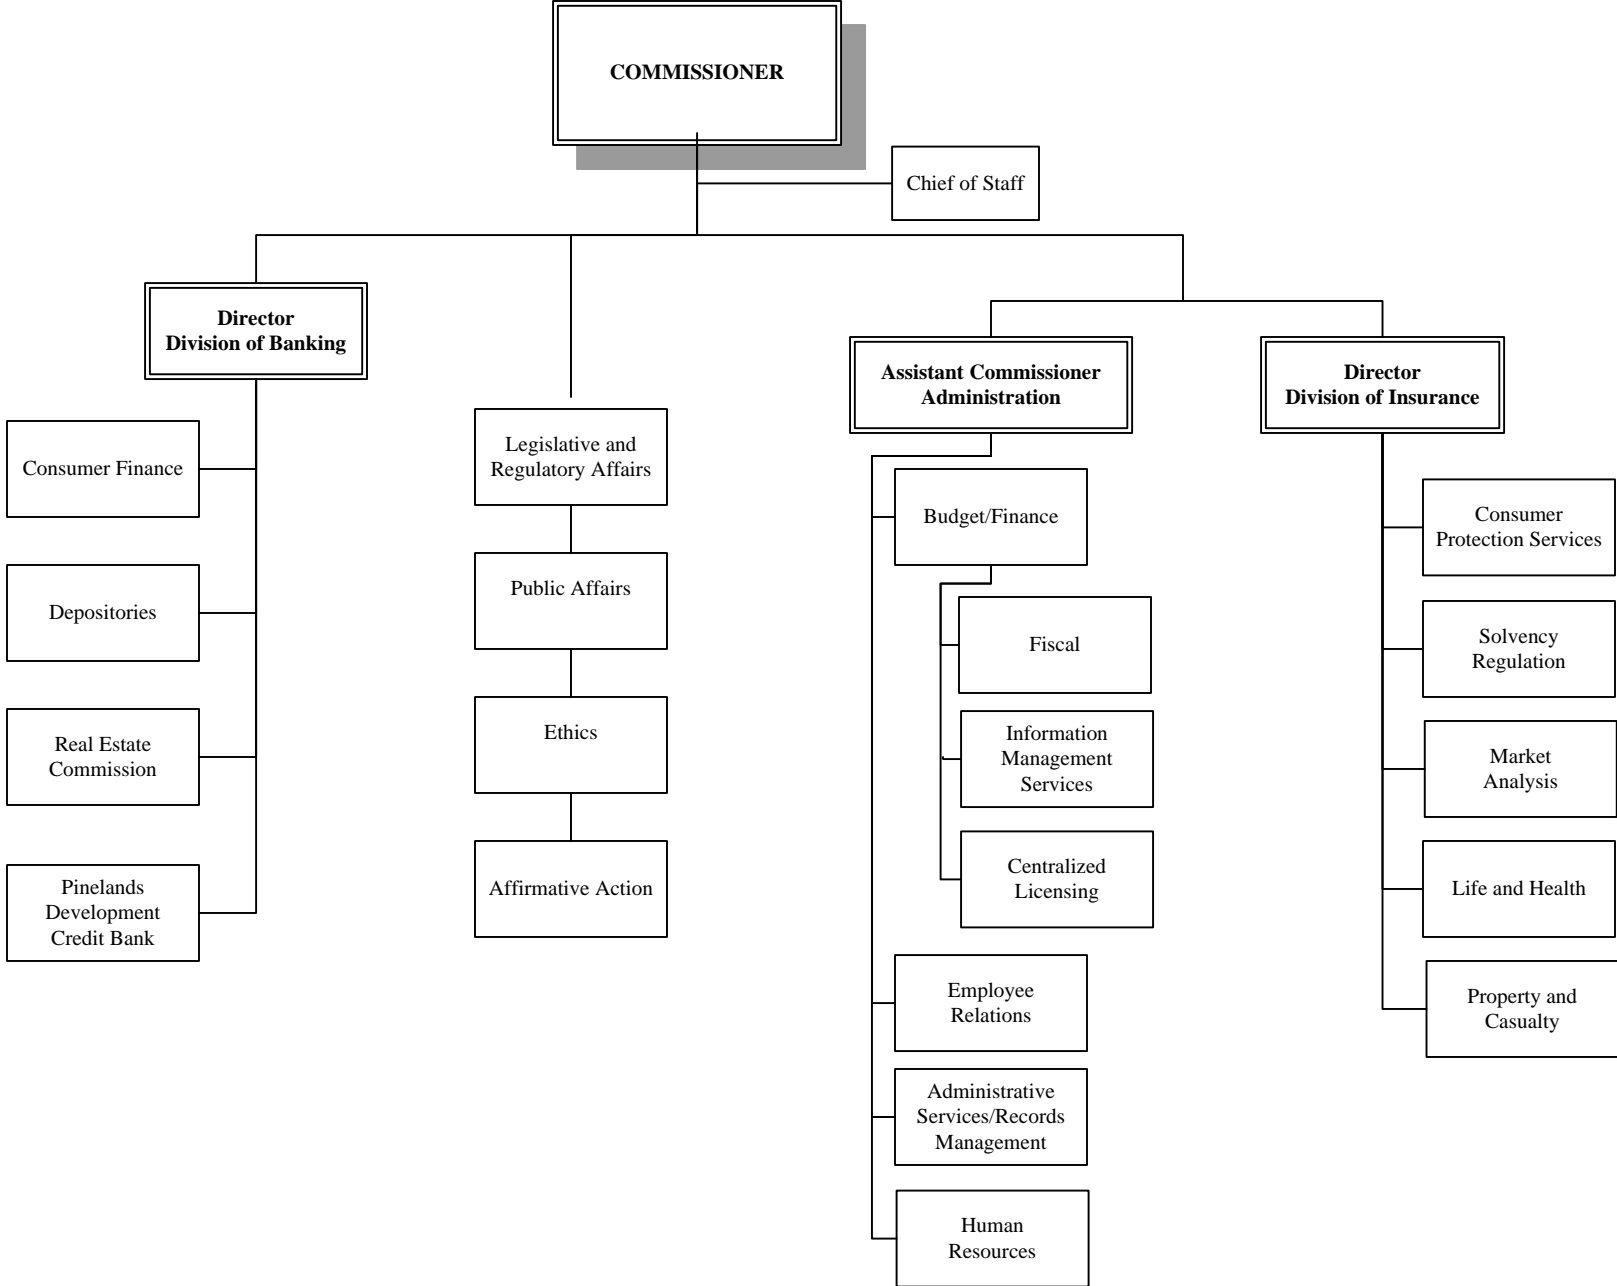 COMMISSIONER
Chief of Staff
Director
Division of Banking
Consumer Finance
Depositories
Real Estate
Commission
Pinelands
Development
Credit Bank
Legislative and
Regulatory Affairs
Public Affairs
Ethics
Affirmative Action
Assistant Commissioner
Administration
Budget/Finance
Fiscal
Information
Management
Services
Centralized
Licensing
Employee
Relations
Administrative
Services/Records
Management
Human
Resources
Director
Division of Insurance
Consumer
Protection Services
Solvency
Regulation
Market
Analysis
Life and Health
Property and
Casualty